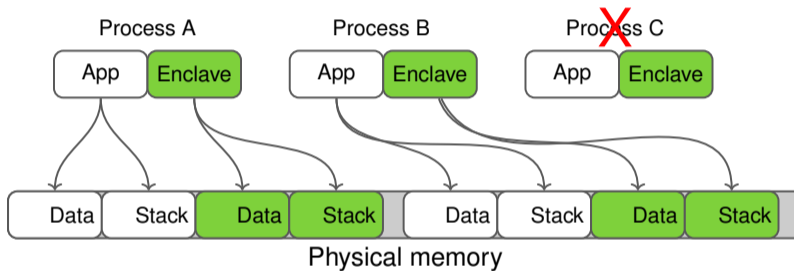 Process A Process B Process C
App Enclave App Enclave App Enclave
Data Stack Data Stack Data Stack Data Stack
Physical memory